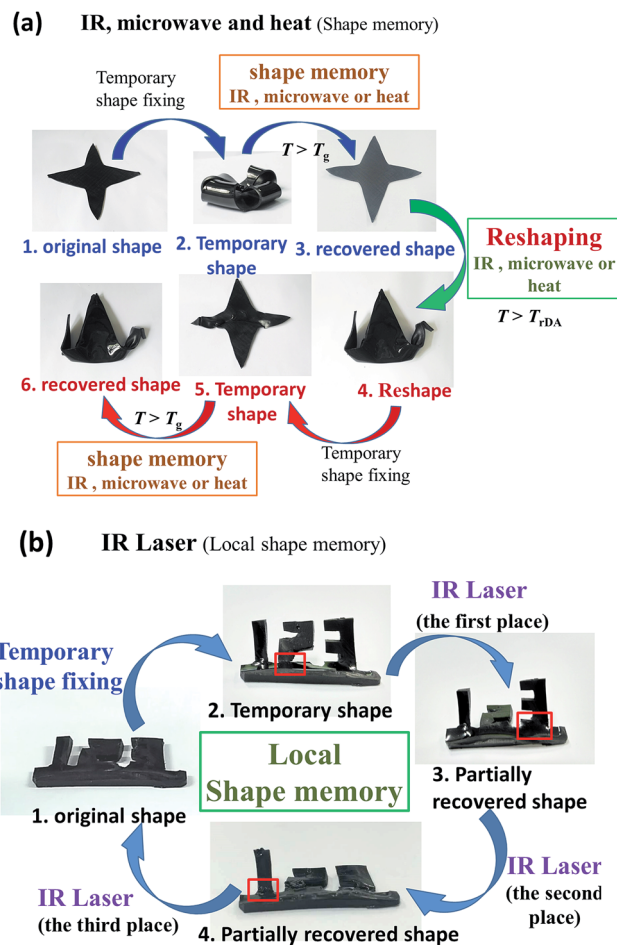 (a) IR, microwave and heat (Shape memory)
Temporary
shape fixing
shape memory
IR , microwave or heat
T > Tg
1. original shape
2. Temporary
shape
3. recovered shape
Reshaping
IR, microwave or
heat
T > TrDA
6. recovered shape
5. Temporary
shape
4. Reshape
T > Tg
shape memory
IR , microwave or heat
Temporary
shape fixing
(b) IR Laser (Local shape memory)
IR Laser
(the first place)
Temporary
shape fixing
2. Temporary shape
Local
Shape memory
1. original shape
3. Partially
recovered shape
IR Laser
(the third place)
IR Laser
(the second
place)
4. Partially recovered shape